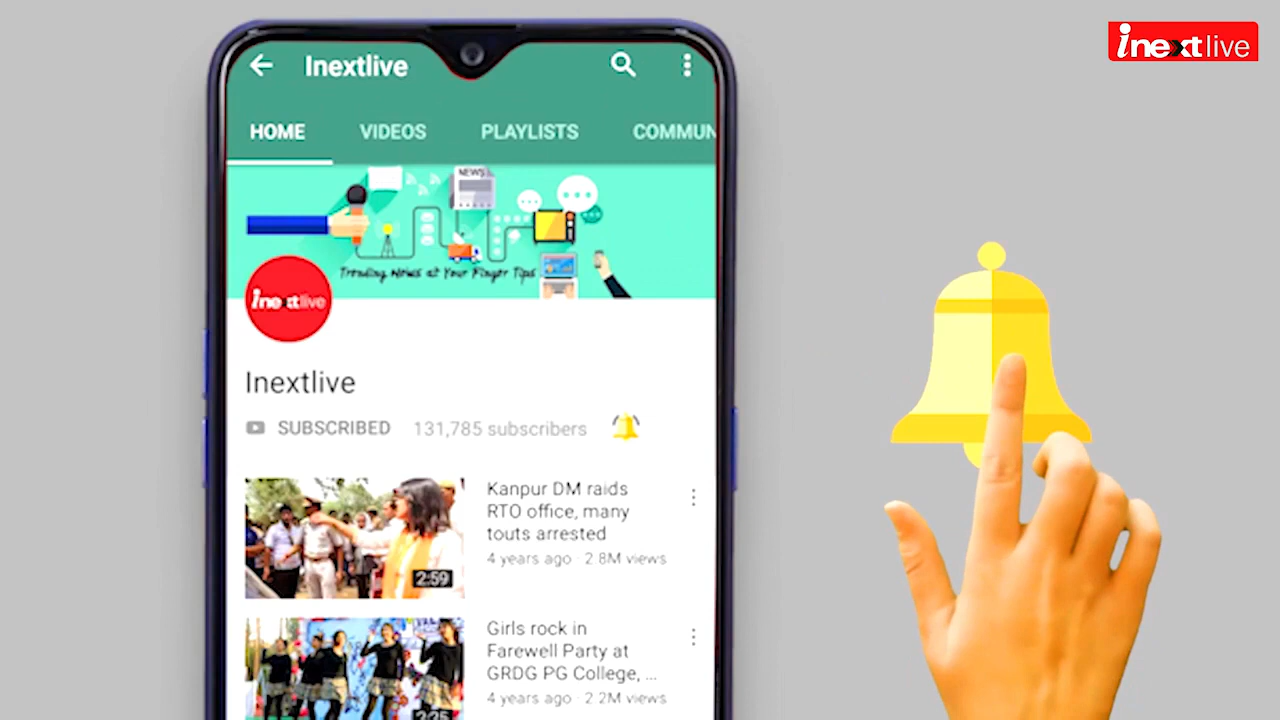 inextlive
Inextlive
HOME VIDEOS PLAYLISTS COMMUN
NEWS
Trending News at Your Finger Tips
inextlive
Inextlive
SUBSCRIBED 131,785 subscribers
Kanpur DM raids
RTO office, many
touts arrested
4 years ago · 2.8M views
2:59
Girls rock in
Farewell Party at
GRDG PG College, ...
4 years ago · 2.2M views
2:25